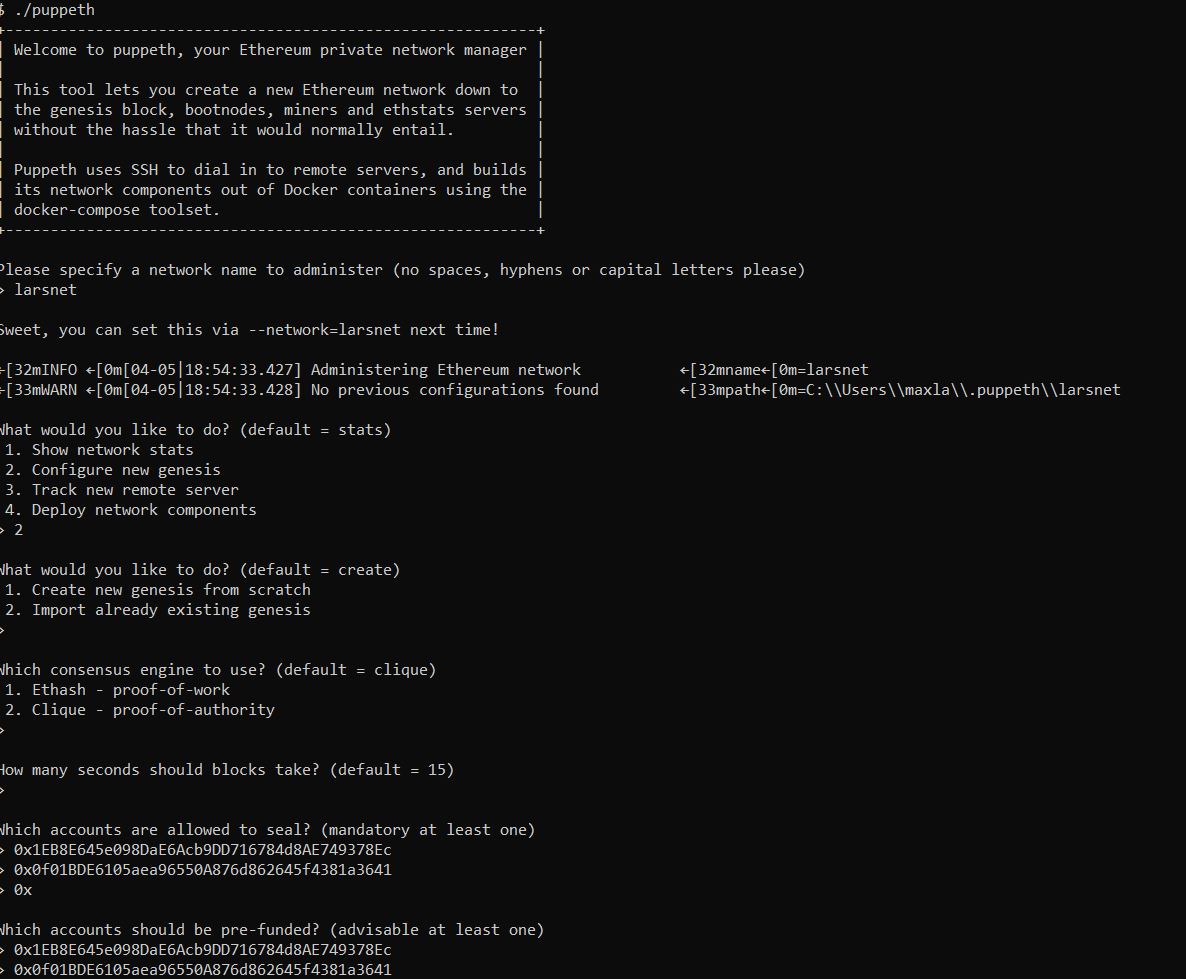 $ ./puppeth
+-----------------------------------------------------------+
| Welcome to puppeth, your Ethereum private network manager |
|                                                           |
| This tool lets you create a new Ethereum network down to  |
| the genesis block, bootnodes, miners and ethstats servers |
| without the hassle that it would normally entail.         |
|                                                           |
| Puppeth uses SSH to dial in to remote servers, and builds |
| its network components out of Docker containers using the |
| docker-compose toolset.                                   |
+-----------------------------------------------------------+
Please specify a network name to administer (no spaces, hyphens or capital letters please)
> larsnet
Sweet, you can set this via --network=larsnet next time!
←[32mINFO ←[0m[04-05|18:54:33.427] Administering Ethereum network           ←[32mname←[0m=larsnet
←[33mWARN ←[0m[04-05|18:54:33.428] No previous configurations found         ←[33mpath←[0m=C:\\Users\\maxla\\.puppeth\\larsnet
What would you like to do? (default = stats)
1. Show network stats
2. Configure new genesis
3. Track new remote server
4. Deploy network components
> 2
What would you like to do? (default = create)
1. Create new genesis from scratch
2. Import already existing genesis
>
Which consensus engine to use? (default = clique)
1. Ethash - proof-of-work
2. Clique - proof-of-authority
>
How many seconds should blocks take? (default = 15)
>
Which accounts are allowed to seal? (mandatory at least one)
> 0x1EB8E645e098DaE6Acb9DD716784d8AE749378Ec
> 0x0f01BDE6105aea96550A876d862645f4381a3641
> 0x
Which accounts should be pre-funded? (advisable at least one)
> 0x1EB8E645e098DaE6Acb9DD716784d8AE749378Ec
> 0x0f01BDE6105aea96550A876d862645f4381a3641